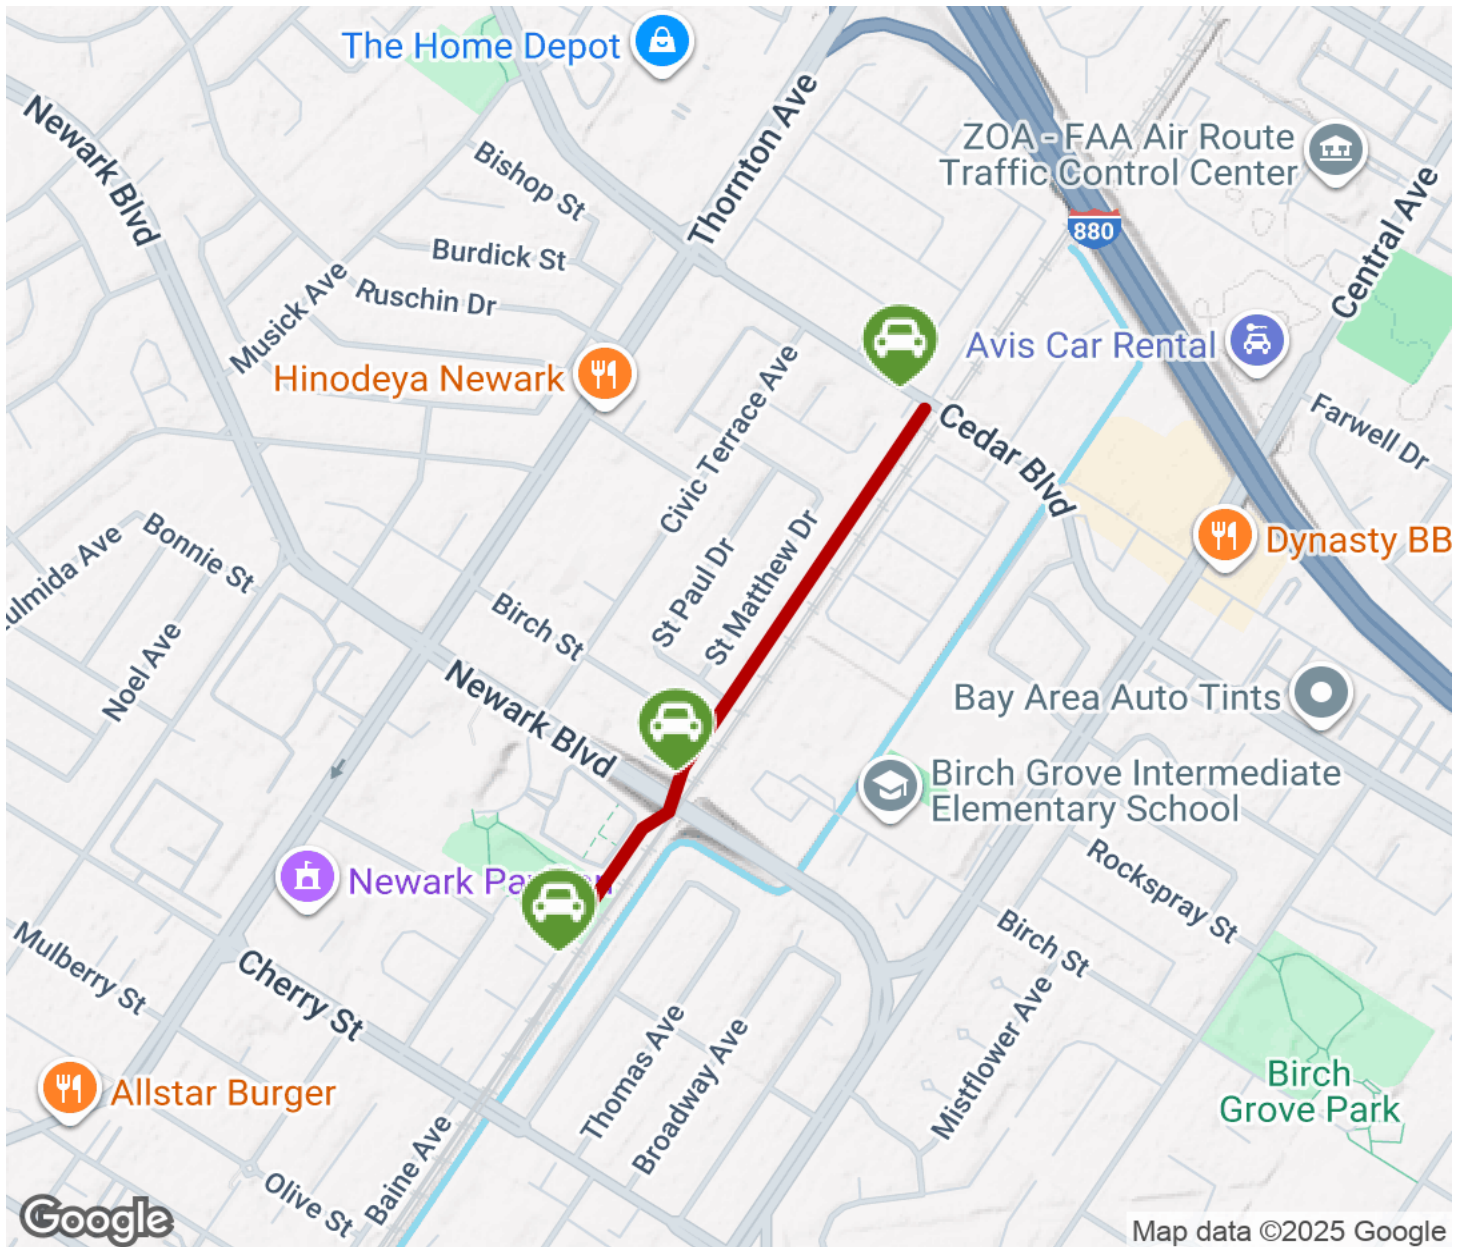 The Home Depot
Newark Blvd
Thornton Ave
Bishop St
ZOA - FAA Air Route
Traffic Control Center
880
Central Ave
Burdick St
Ruschin Dr
Musick Ave
Hinodeya Newark
Avis Car Rental
Civic Terrace Ave
Cedar Blvd
Farwell Dr
Bonnie St
Dynasty BB
St Paul Dr
St Matthew Dr
Birch St
Noel Ave
Newark Blvd
Bay Area Auto Tints
Birch Grove Intermediate
Elementary School
Newark
Rockspray St
Birch St
Mulberry St
Cherry St
Thomas Ave
Broadway Ave
Mistflower Ave
Birch
Grove Park
Allstar Burger
Baine Ave
Olive St
Google
Map data ©2025 Google